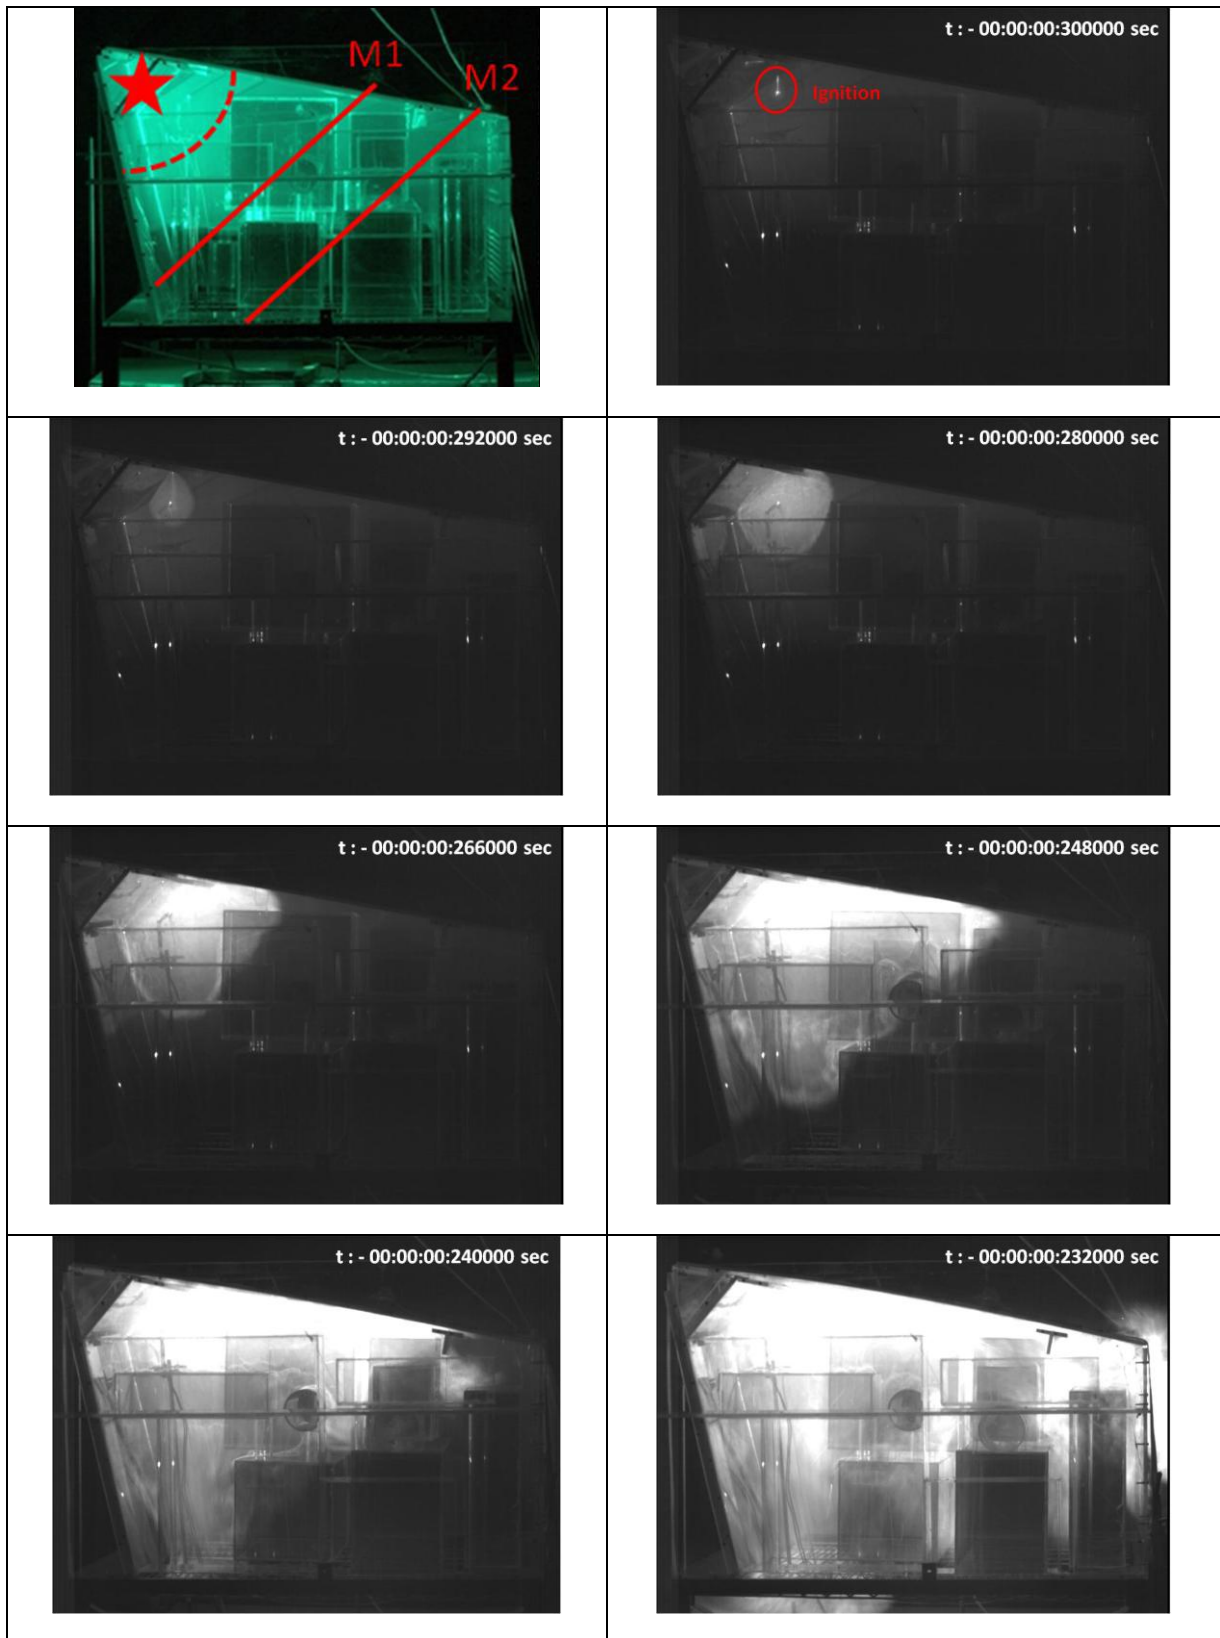 M1
M2
t : - 00:00:00:300000 sec
Ignition
t : - 00:00:00:292000 sec
t : - 00:00:00:280000 sec
t : - 00:00:00:266000 sec
t : - 00:00:00:248000 sec
t : - 00:00:00:240000 sec
t : - 00:00:00:232000 sec